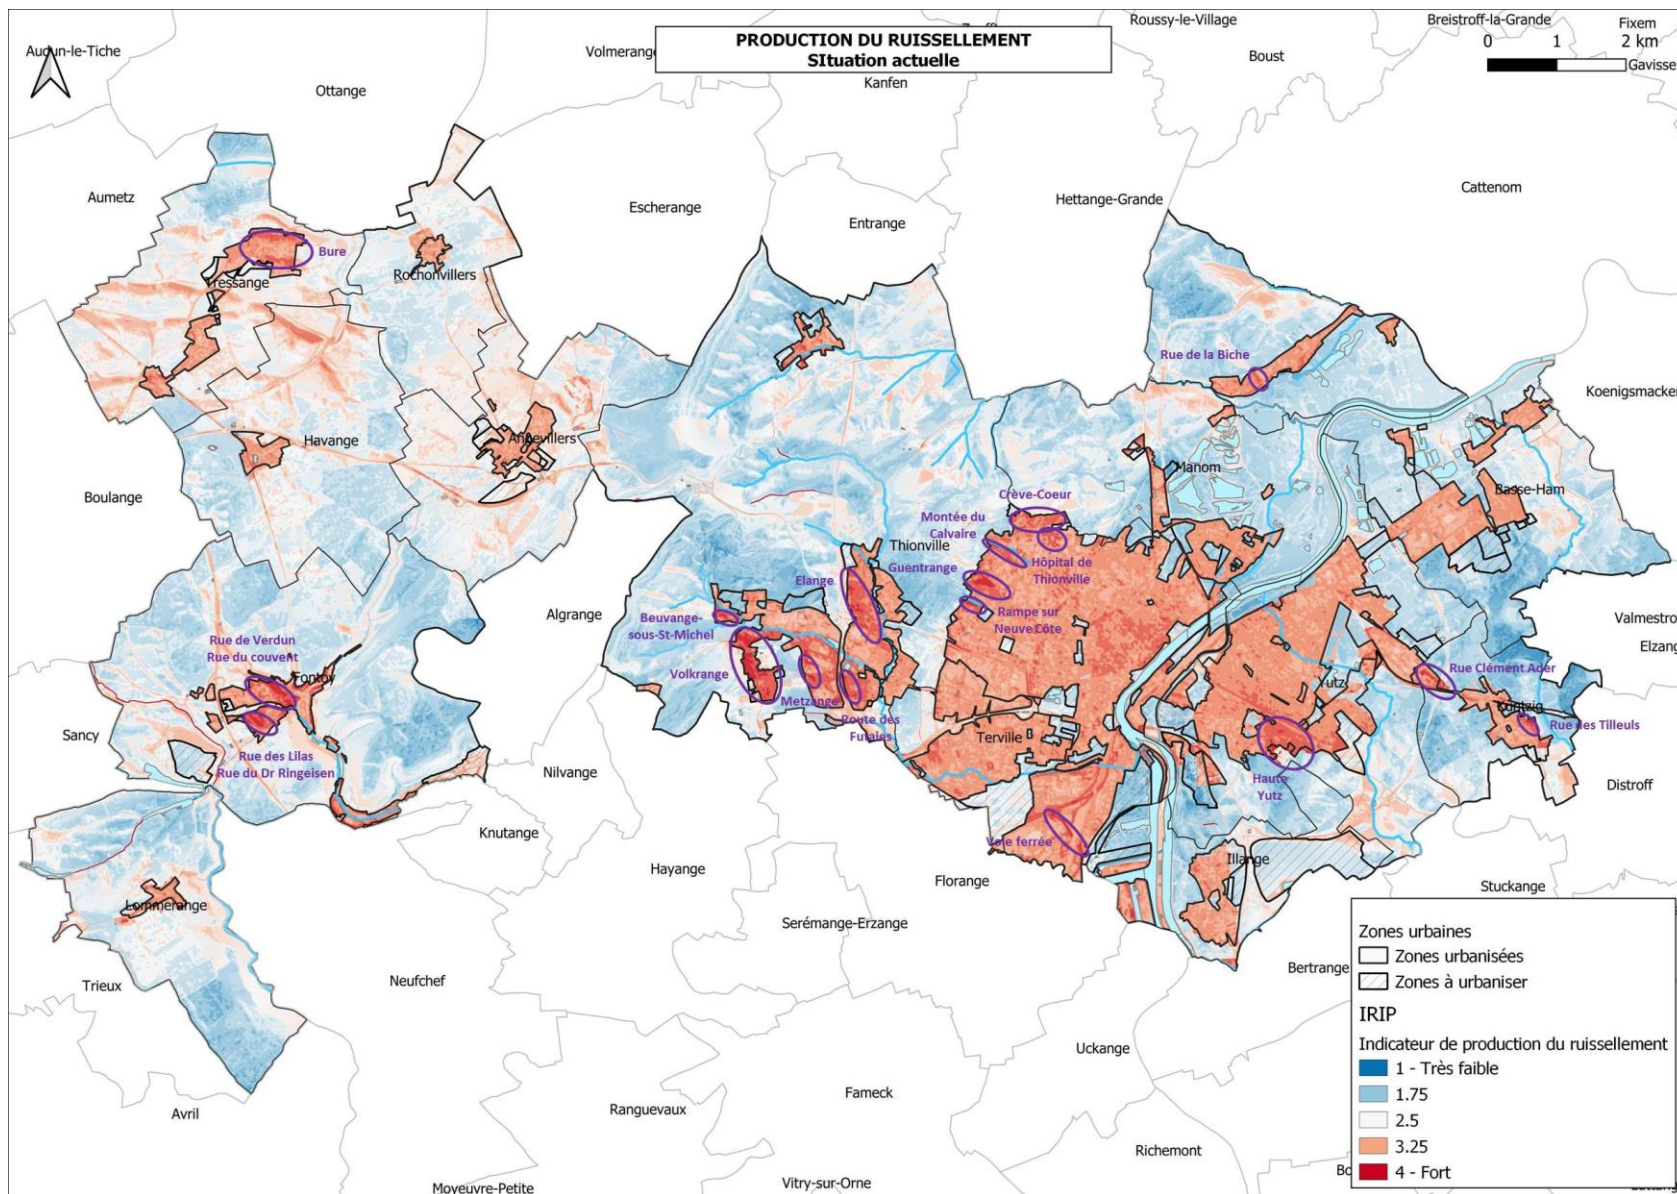 PRODUCTION DU RUISSELLEMENT
SItuation actuelle
Roussy-le-Village
Breistroff-la-Grande
Fixem
0 1 2 km
Gavisse
Audun-le-Tiche
Volmerange
Boust
Ottange
Kanfen
Aumetz
Escherange
Entrange
Hettange-Grande
Cattenom
Bure
Rochonvillers
Tressange
Rue de la Biche
Koenigsmacker
Havange
Angevillers
Manom
Boulange
Basse-Ham
Crève-Coeur
Montée du
Calvaire
Thionville
Hôpital de
Thionville
Guentrange
Elange
Algrange
Beuvange-
sous-St-Michel
Rampe sur
Neuve Côte
Valmestro
Elzang
Rue de Verdun
Rue du couvent
Fontoy
Volkrange
Metzange
Route des
Futaies
Rue Clément Ader
Yutz
Kuntzig
Rue des Tilleuls
Sancy
Terville
Rue des Lilas
Rue du Dr Ringeisen
Nilvange
Haute
Yutz
Distroff
Knutange
Voie ferrée
Hayange
Florange
Illange
Stuckange
Lommerange
Serémange-Erzange
Trieux
Neufchef
Bertrange
Zones urbaines
Zones urbanisées
Zones à urbaniser
IRIP
Indicateur de production du ruissellement
1 - Très faible
1.75
2.5
3.25
4 - Fort
Uckange
Fameck
Ranguevaux
Avril
Richemont
Moyeuvre-Petite
Vitry-sur-Orne